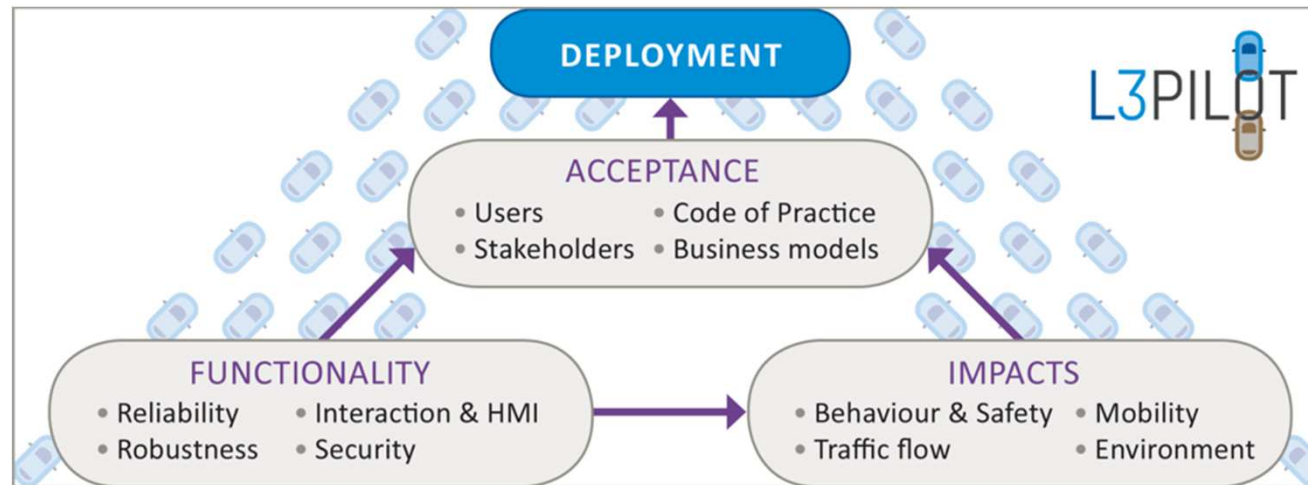 DEPLOYMENT
L3PILOT
ACCEPTANCE
• Users • Code of Practice
• Stakeholders • Business models
FUNCTIONALITY
• Reliability • Interaction & HMI
• Robustness • Security
IMPACTS
• Behaviour & Safety • Mobility
• Traffic flow • Environment